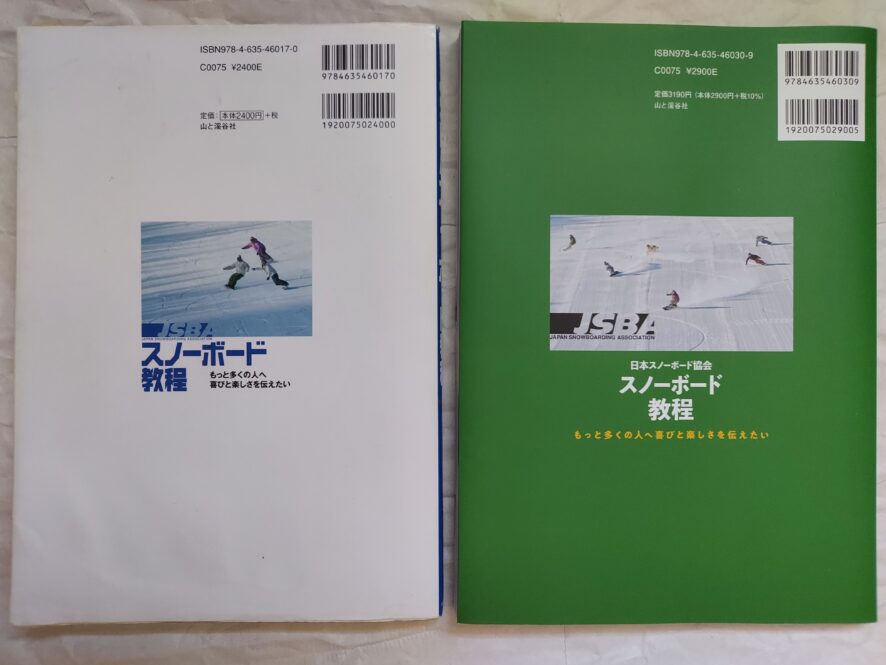 ISBN978-4-635-46017-0
C0075 ¥2400E
9784635460170
定価:本体2400円+税
山と溪谷社
1920075024000
JSBA
JAPAN SNOWBOARDING ASSOCIATION
スノーボード
教程
もっと多くの人へ
喜びと楽しさを伝えたい
ISBN978-4-635-46030-9
C0075 ¥2900E
9784635460309
定価3190円(本体2900円+税10%)
山と溪谷社
1920075029005
JSBA
JAPAN SNOWBOARDING ASSOCIATION
日本スノーボード協会
スノーボード
教程
もっと多くの人へ喜びと楽しさを伝えたい